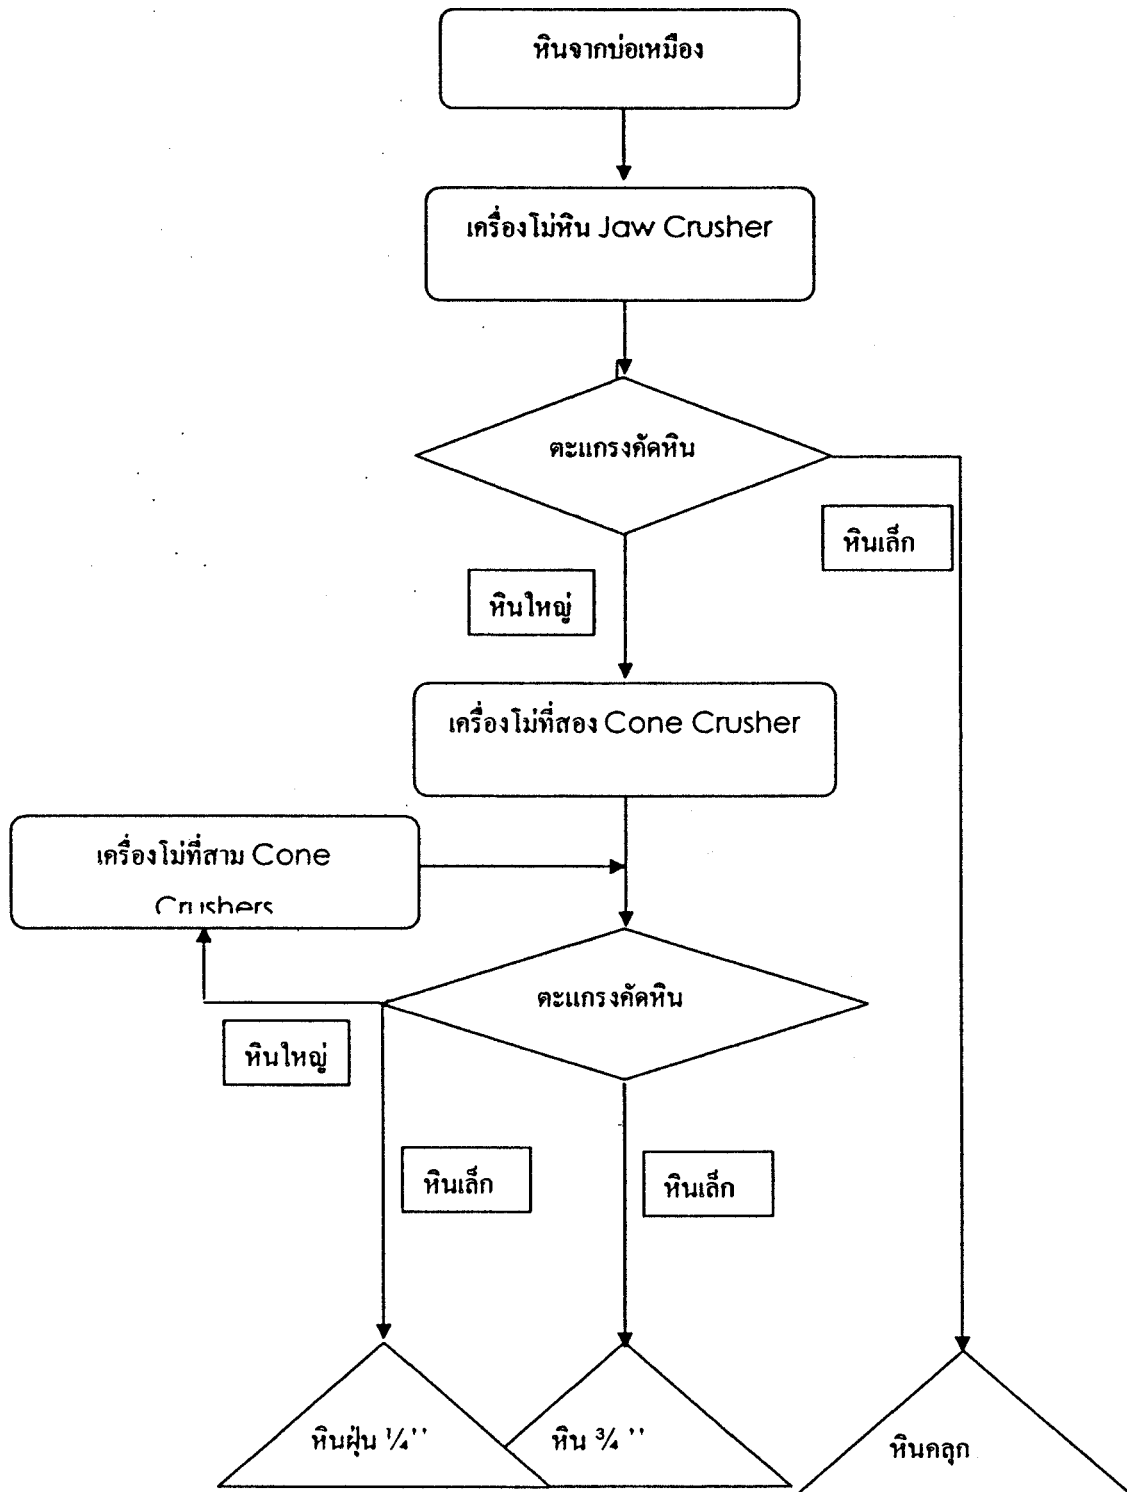 หินจากบ่อเหมือง
เครื่องโม่หิน Jaw Crusher
ตะแกรงคัดหิน
หินเล็ก
หินใหญ่
เครื่องโม่ที่สอง Cone Crusher
เครื่องโม่ที่สาม Cone
Crushers
ตะแกรงคัดหิน
หินใหญ่
หินเล็ก
หินเล็ก
หินฝุ่น ¼''
หิน ¾ ''
หินคลุก